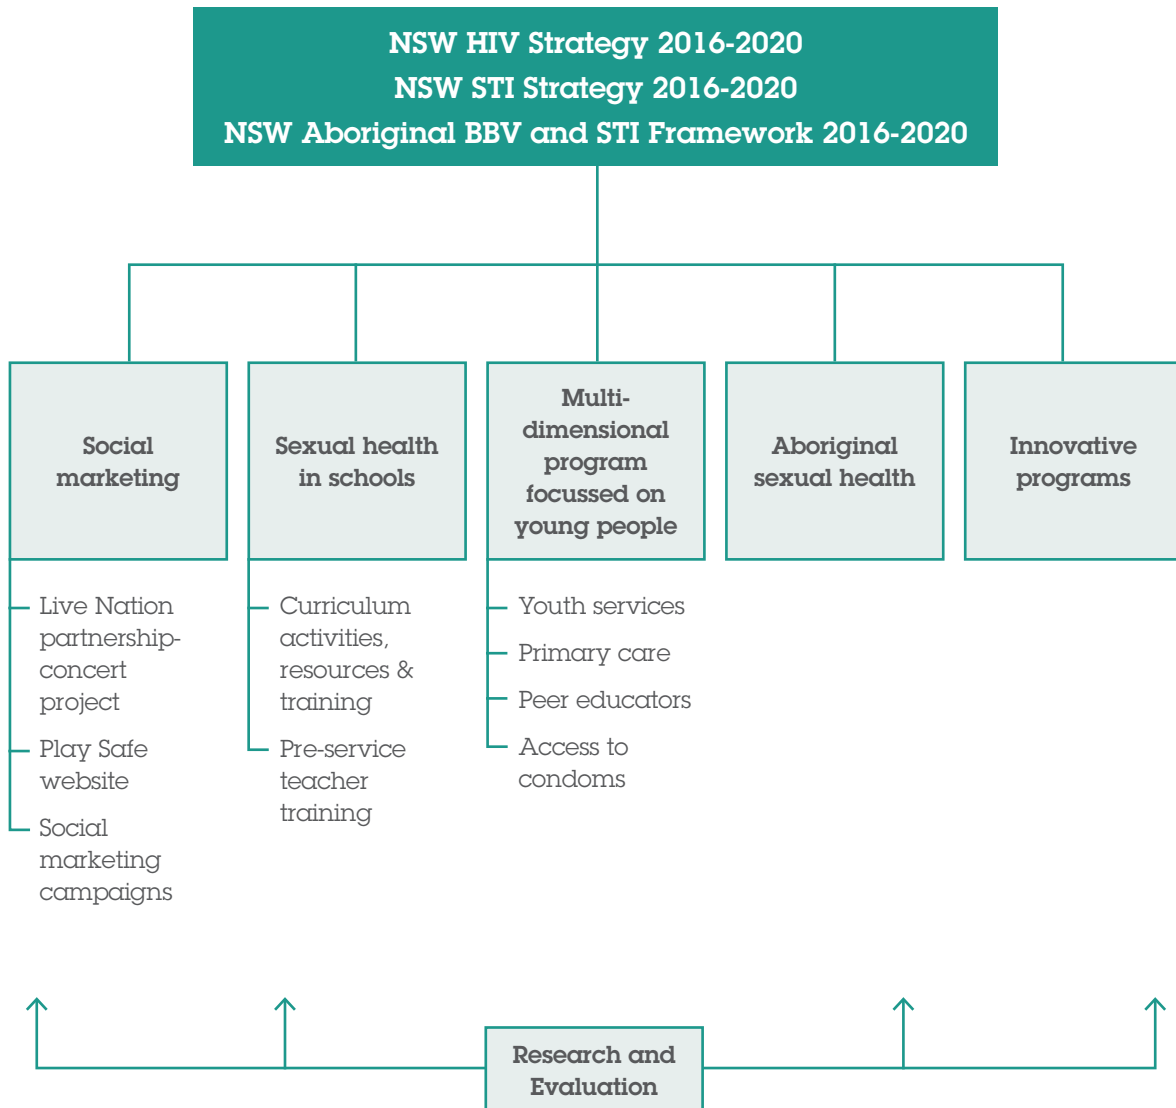 NSW HIV Strategy 2016-2020
NSW STI Strategy 2016-2020
NSW Aboriginal BBV and STI Framework 2016-2020
Social
marketing
Sexual health
in schools
Multi-
dimensional
program
focussed on
young people
Aboriginal
sexual health
Innovative
programs
Live Nation
partnership-
concert
project
Play Safe
website
Social
marketing
campaigns
Curriculum
activities,
resources &
training
Pre-service
teacher
training
Youth services
Primary care
Peer educators
Access to
condoms
Research and
Evaluation